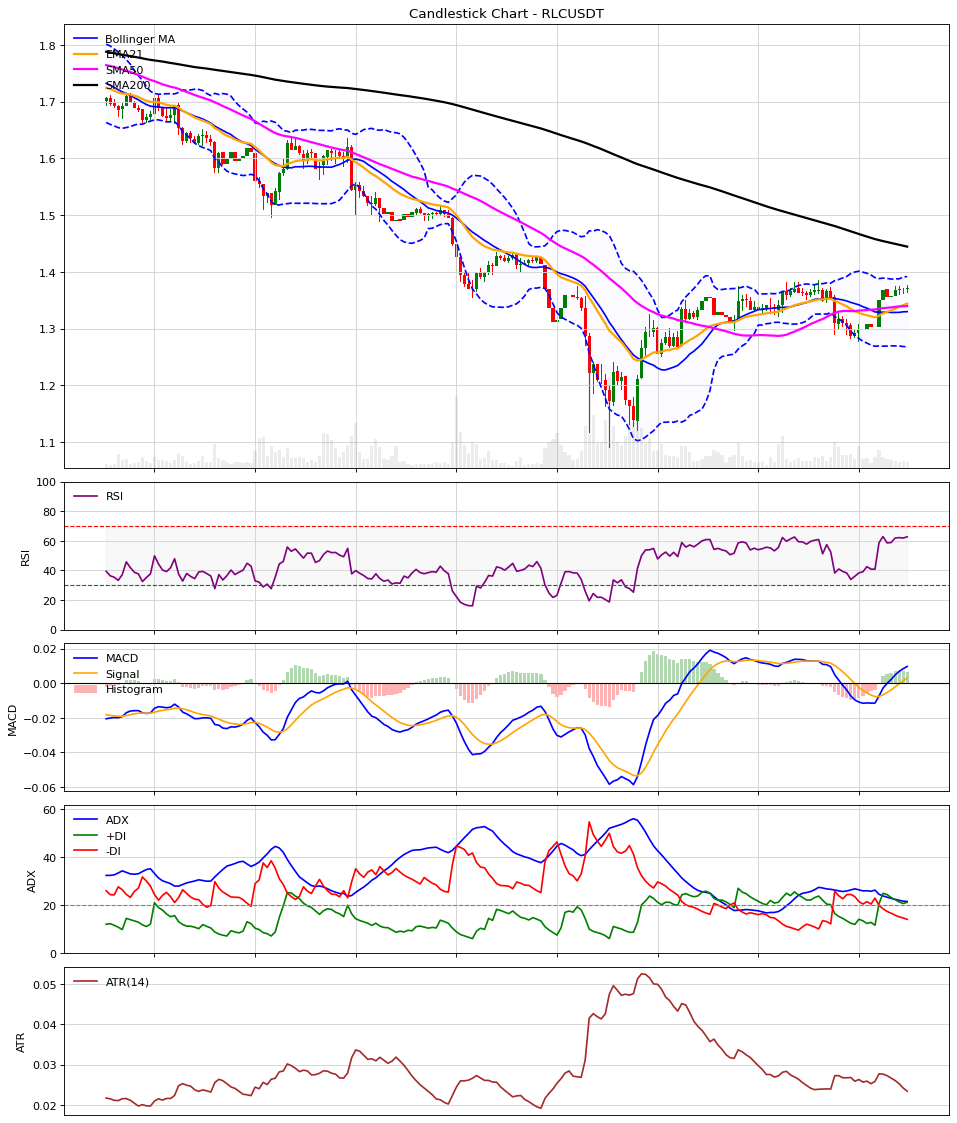 Candlestick Chart - RLCUSDT
Bollinger MA
EMA21
SMA50
SMA200
1.8
1.7
1.6
1.5
1.4
1.3
1.2
1.1
RSI
RSI
100
80
60
40
20
0
MACD
Signal
Histogram
MACD
0.02
0.00
−0.02
−0.04
−0.06
ADX
+DI
-DI
ADX
60
40
20
0
ATR(14)
ATR
0.05
0.04
0.03
0.02